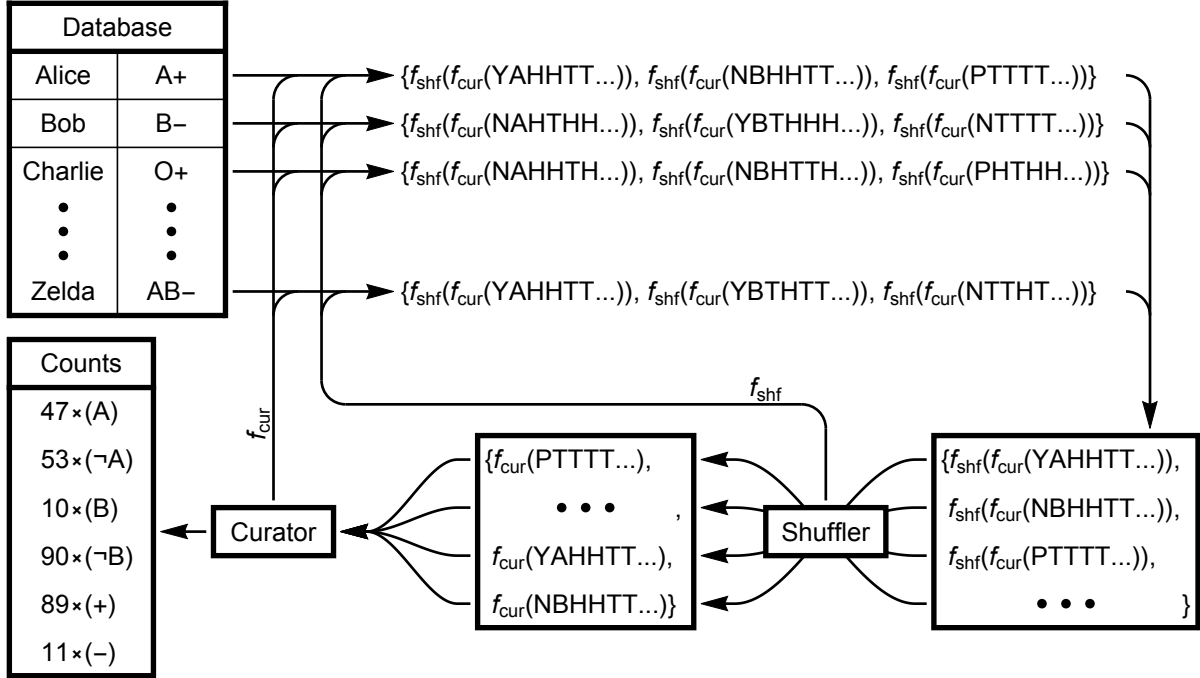 Database
Alice A+ {fshf(fcur(YAHHTT...)), fshf(fcur(NBHHTT...)), fshf(fcur(PTTTT...))}
Bob B− {fshf(fcur(NAHTHH...)), fshf(fcur(YBTHHH...)), fshf(fcur(NTTTT...))}
Charlie O+ {fshf(fcur(NAHHTH...)), fshf(fcur(NBHTTH...)), fshf(fcur(PHTHH...))}
Zelda AB− {fshf(fcur(YAHHTT...)), fshf(fcur(YBTHTT...)), fshf(fcur(NTTHT...))}
Counts
47×(A)
53×(¬A)
10×(B)
90×(¬B)
89×(+)
11×(−)
fcur
fshf
Curator
{fcur(PTTTT...),
••• ,
fcur(YAHHTT...),
fcur(NBHHTT...)}
Shuffler
{fshf(fcur(YAHHTT...)),
fshf(fcur(NBHHTT...)),
fshf(fcur(PTTTT...)),
••• }